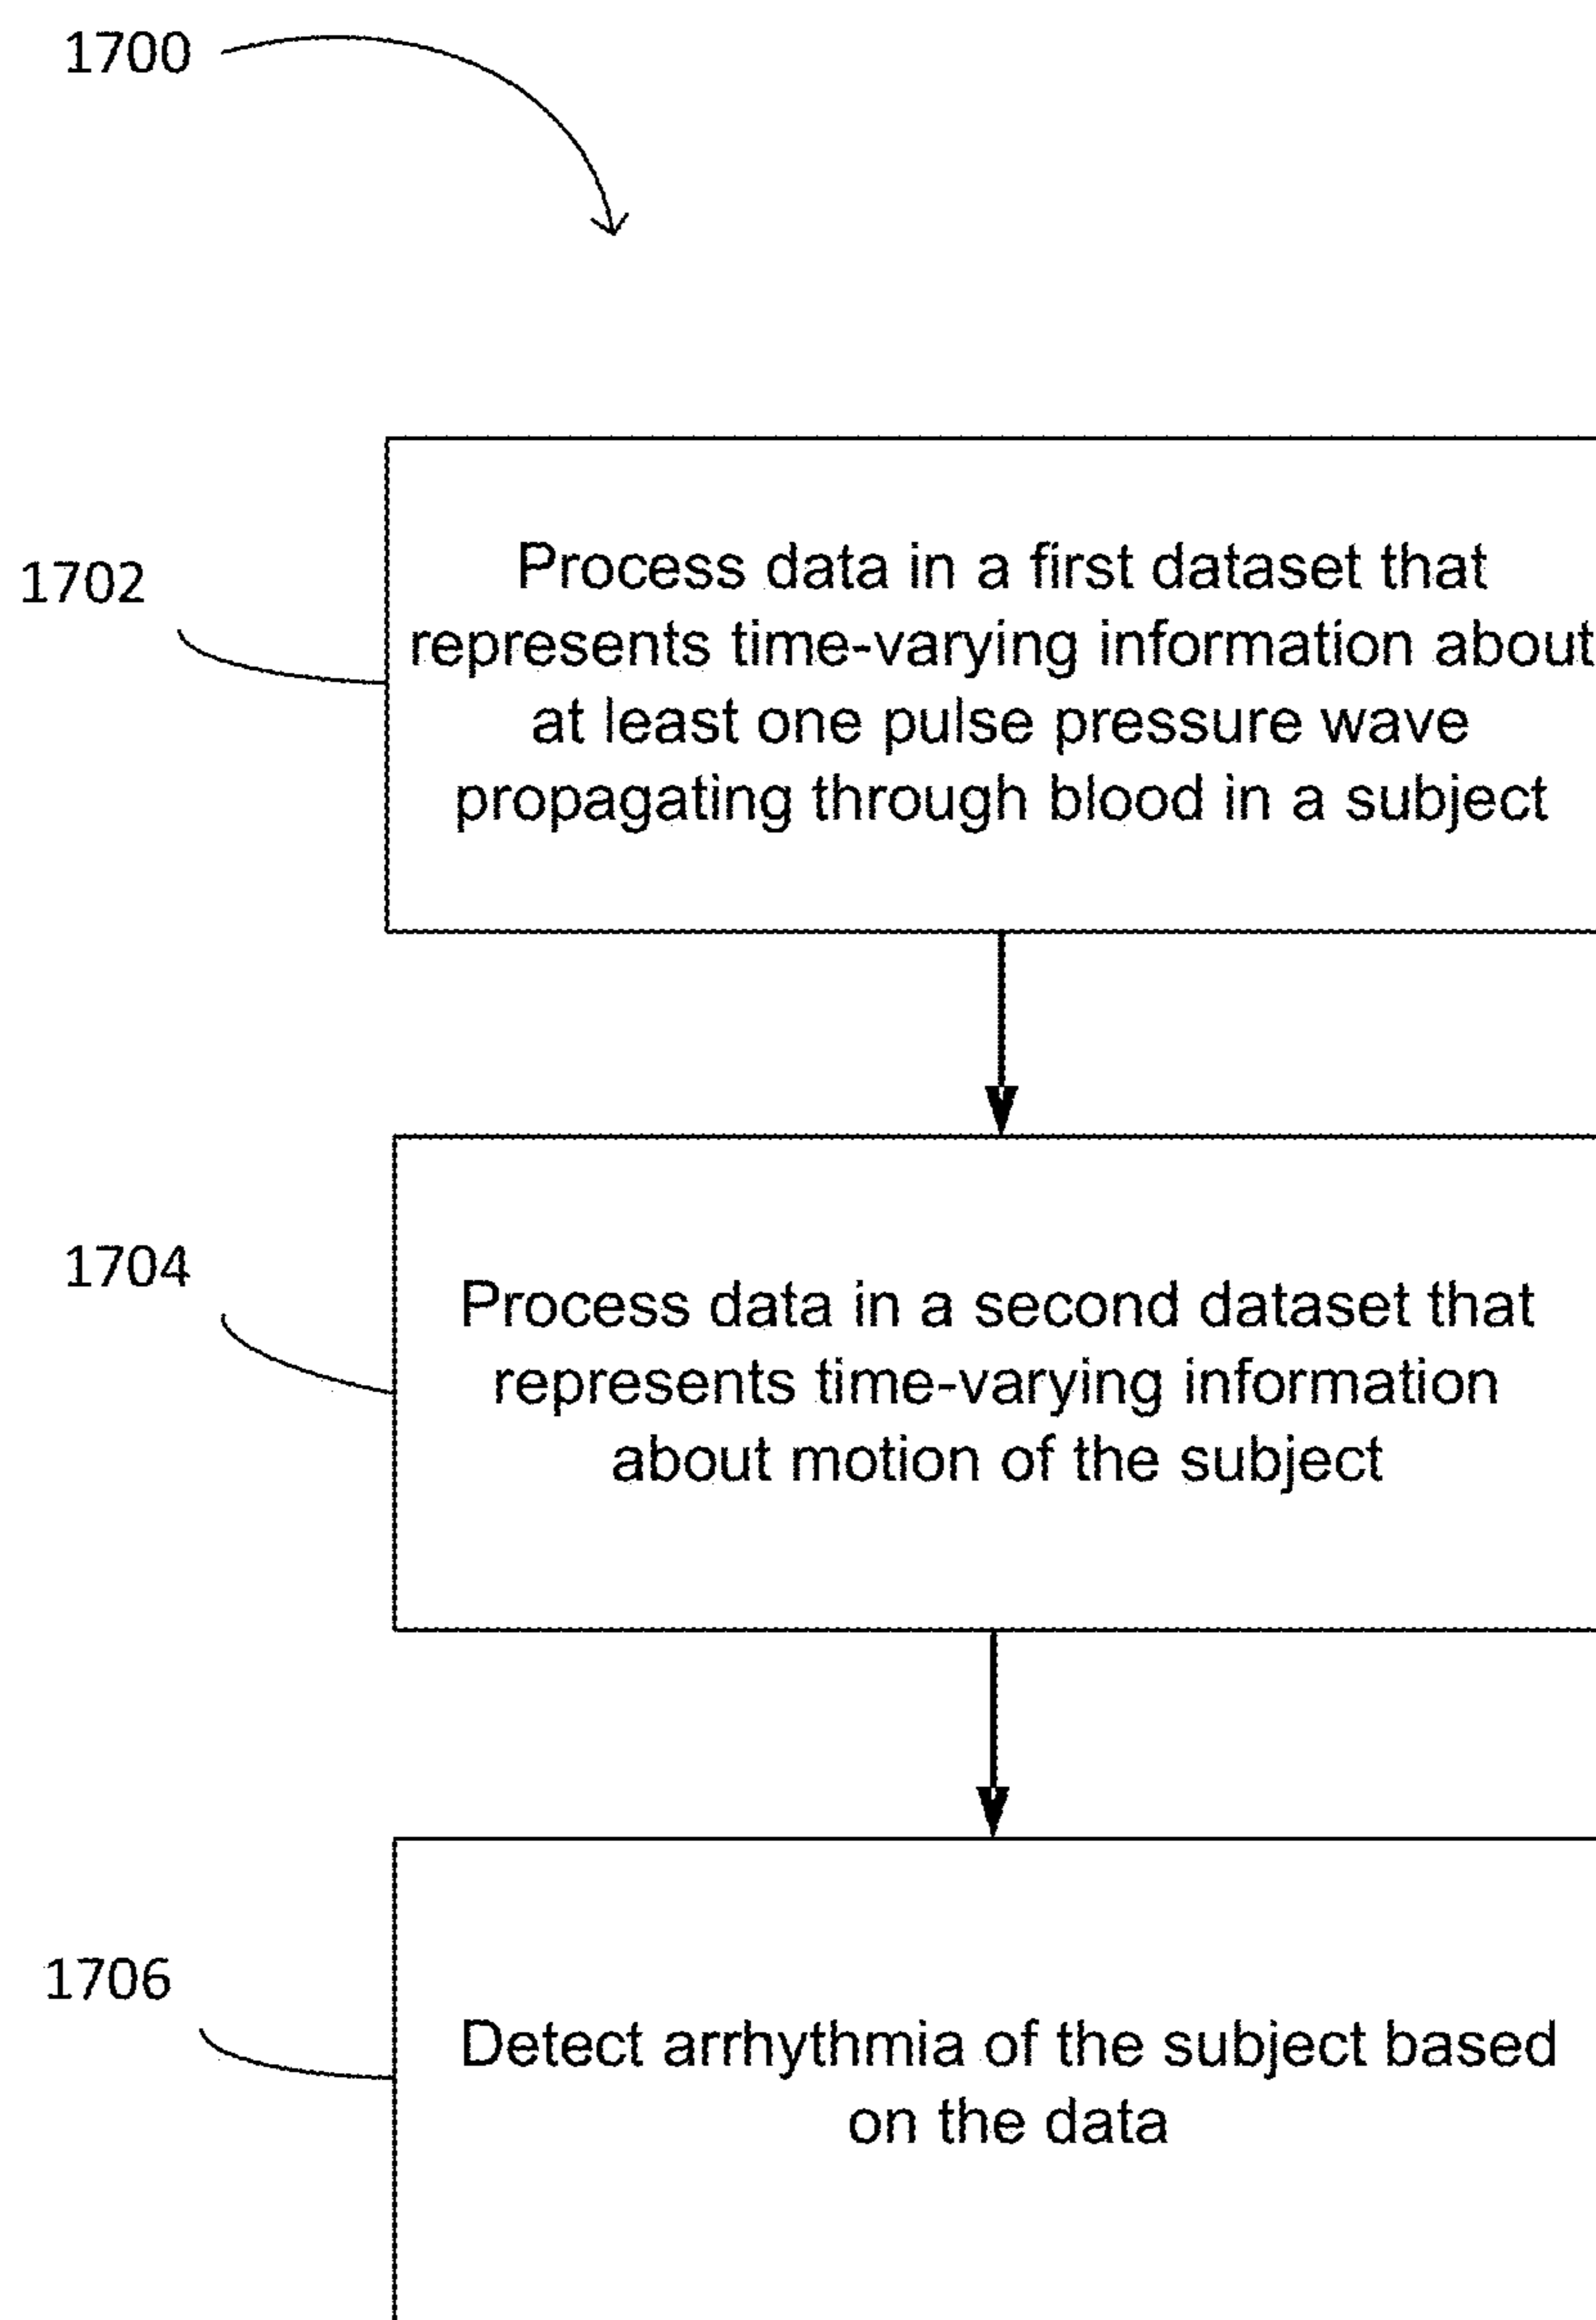 1700
1702
Process data in a first dataset that
represents time-varying information about
at least one pulse pressure wave
propagating through blood in a subject
1704
Process data in a second dataset that
represents time-varying information
about motion of the subject
1706
Detect arrhythmia of the subject based
on the data